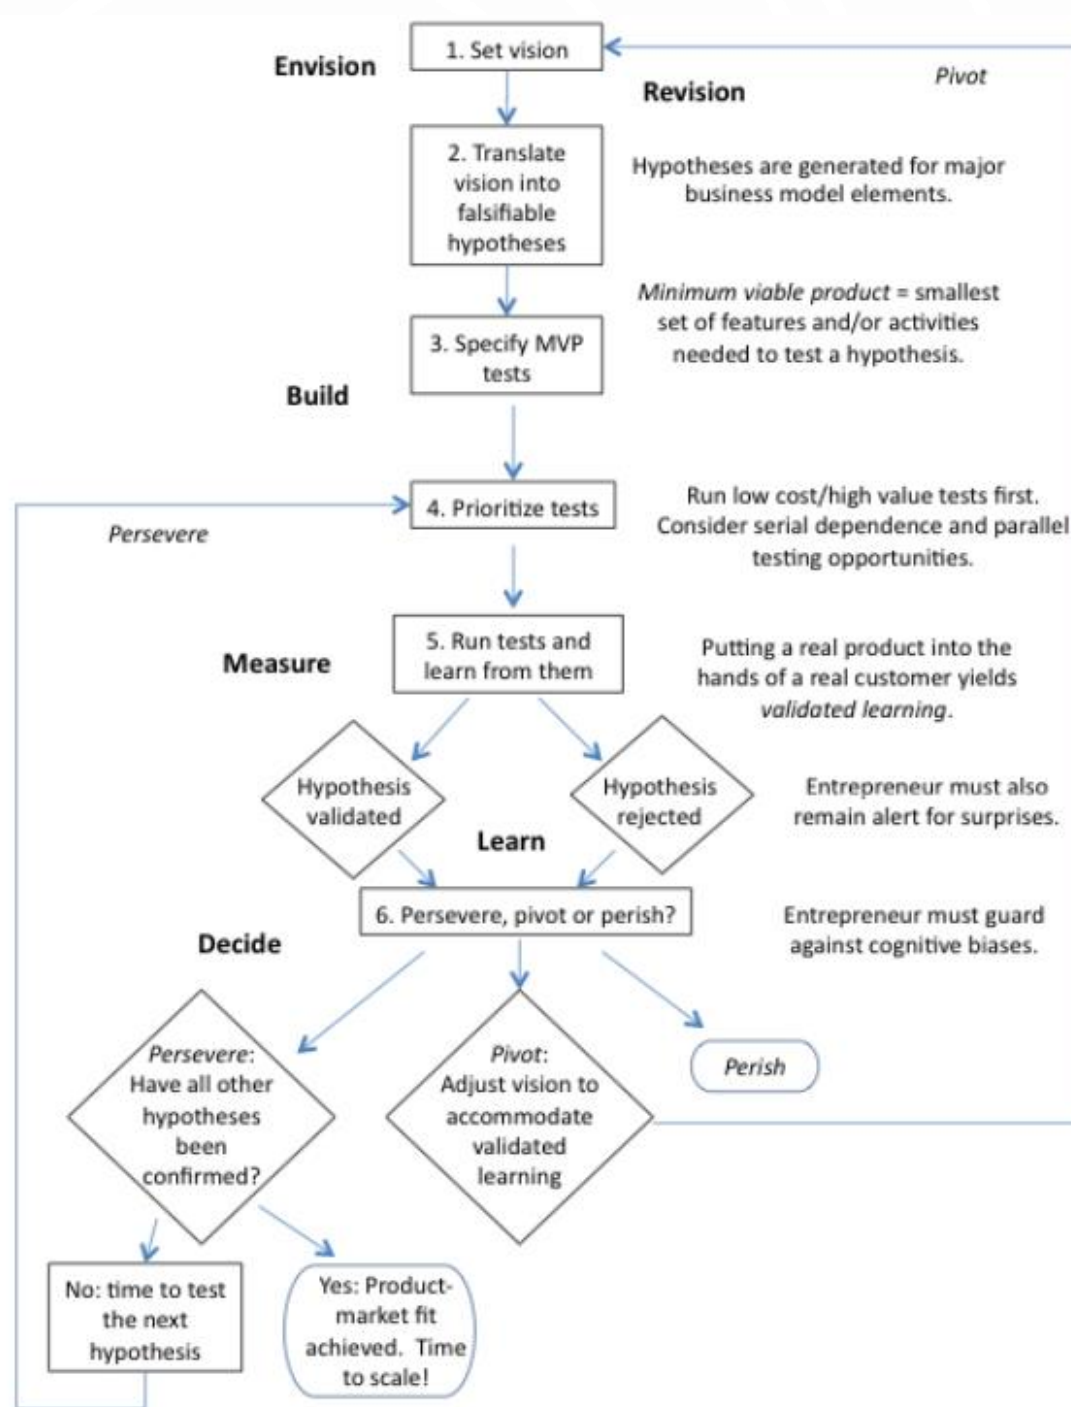 1. Set vision
Envision
Pivot
Revision
2. Translate
vision into
falsifiable
hypotheses
Hypotheses are generated for major
business model elements.
Minimum viable product = smallest
set of features and/or activities
needed to test a hypothesis.
3. Specify MVP
tests
Build
4. Prioritize tests
Run low cost/high value tests first.
Consider serial dependence and parallel
testing opportunities.
Persevere
5. Run tests and
learn from them
Measure
Putting a real product into the
hands of a real customer yields
validated learning.
Hypothesis
validated
Hypothesis
rejected
Entrepreneur must also
remain alert for surprises.
Learn
6. Persevere, pivot or perish?
Entrepreneur must guard
against cognitive biases.
Decide
Persevere:
Have all other
hypotheses
been
confirmed?
Pivot:
Adjust vision to
accommodate
validated
learning
Perish
No: time to test
the next
hypothesis
Yes: Product-
market fit
achieved. Time
to scale!